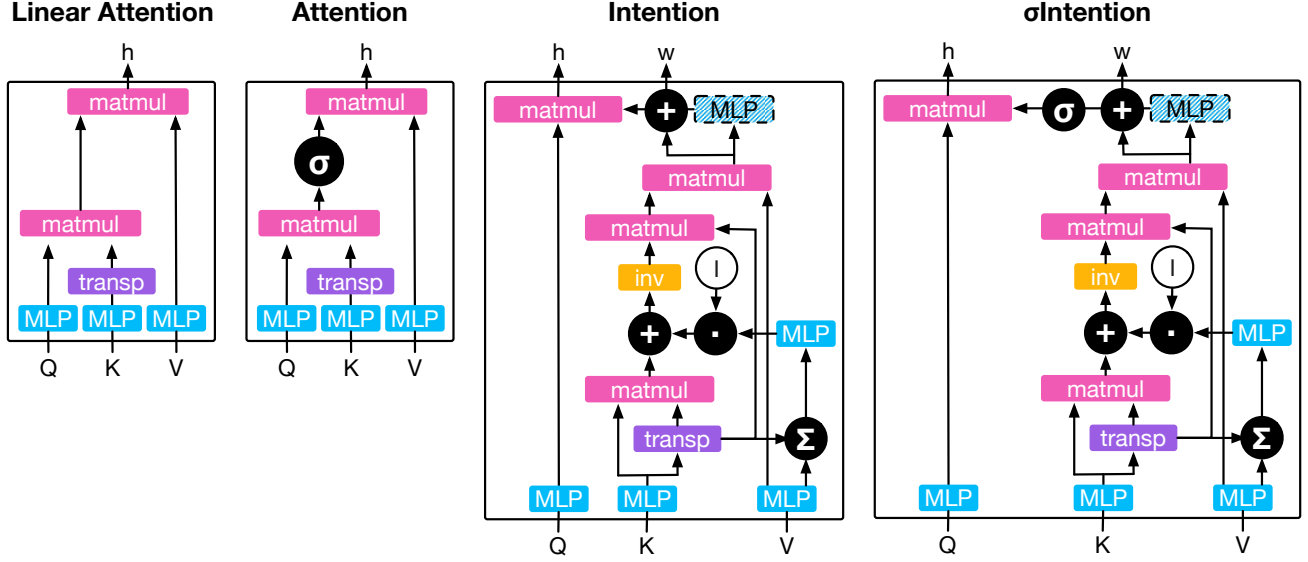 Linear Attention
h
matmul
matmul
transp
MLP MLP MLP
Q K V
Attention
h
matmul
σ
matmul
transp
MLP MLP MLP
Q K V
Intention
h w
matmul + MLP
matmul
matmul
inv I
+ · MLP
matmul
transp Σ
MLP MLP MLP
Q K V
σIntention
h w
matmul σ + MLP
matmul
matmul
inv I
+ · MLP
matmul
transp Σ
MLP MLP MLP
Q K V